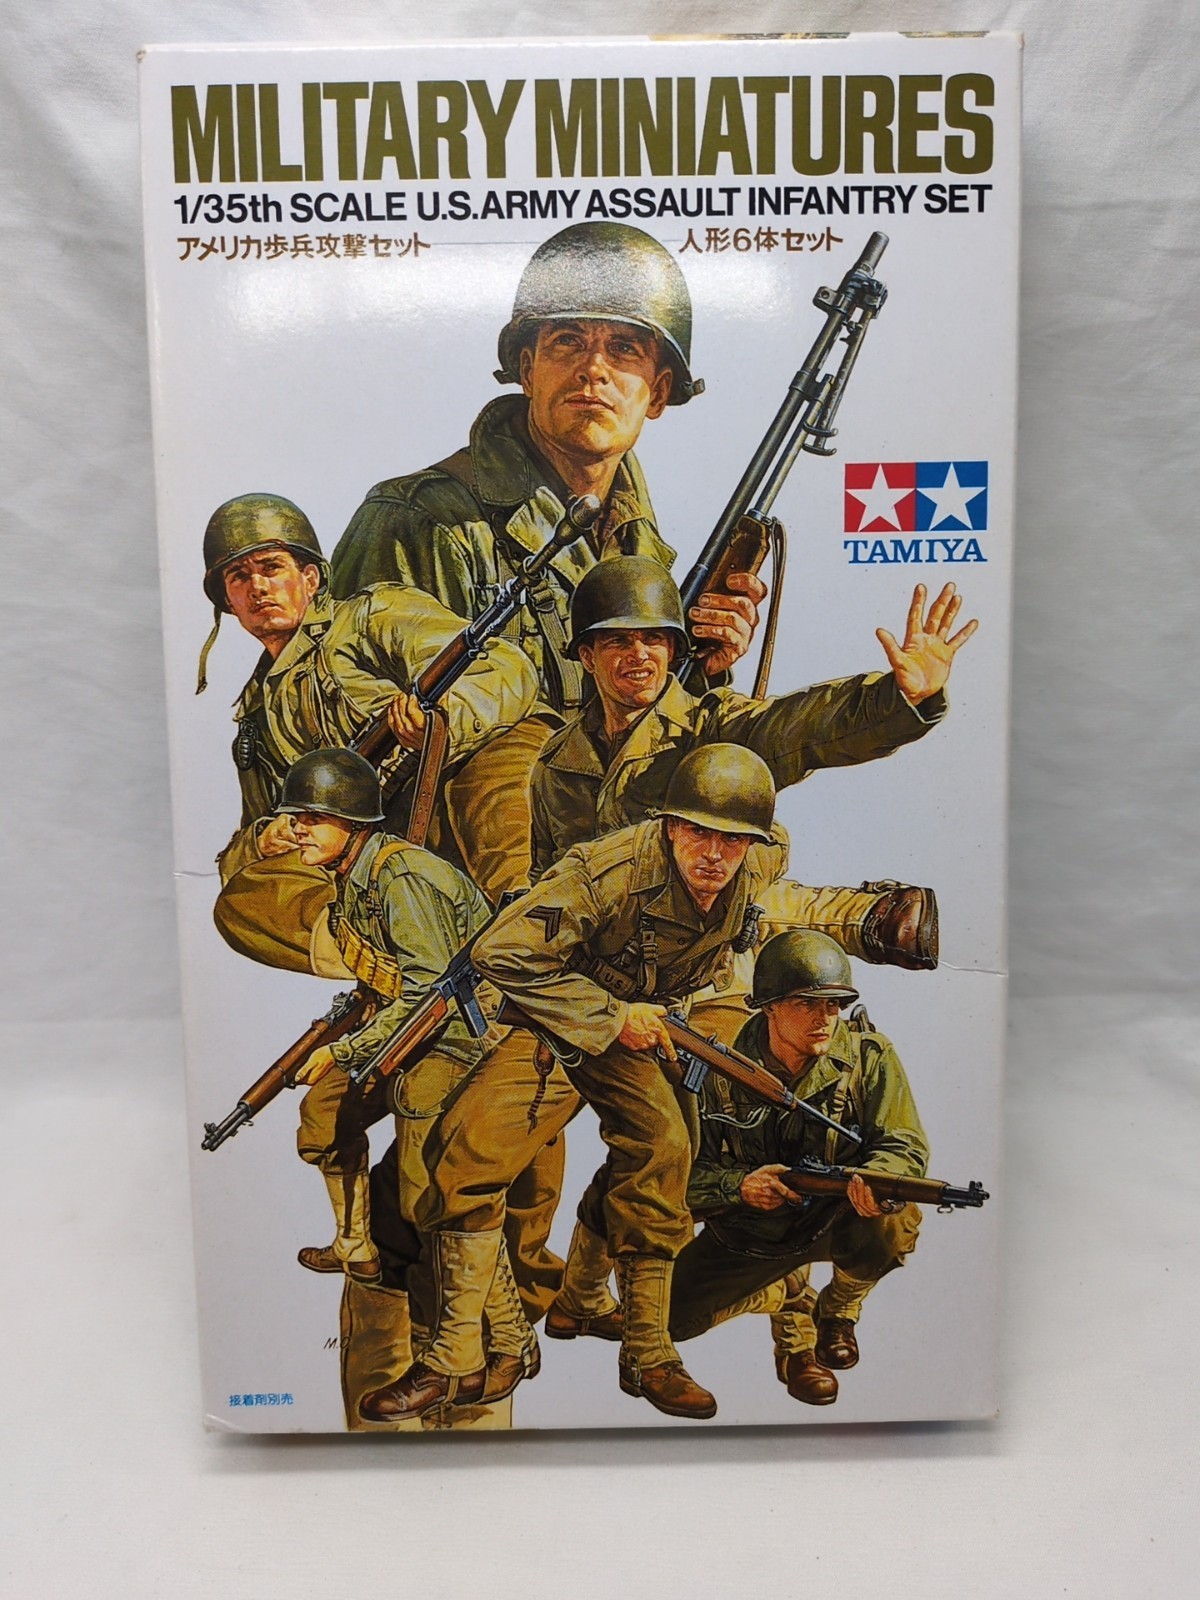 MILITARY MINIATURES
1/35th SCALE U.S. ARMY ASSAULT INFANTRY SET
アメリカ歩兵攻撃セット 人形6体セット
TAMIYA
U.S.
M.O
接着剤別売